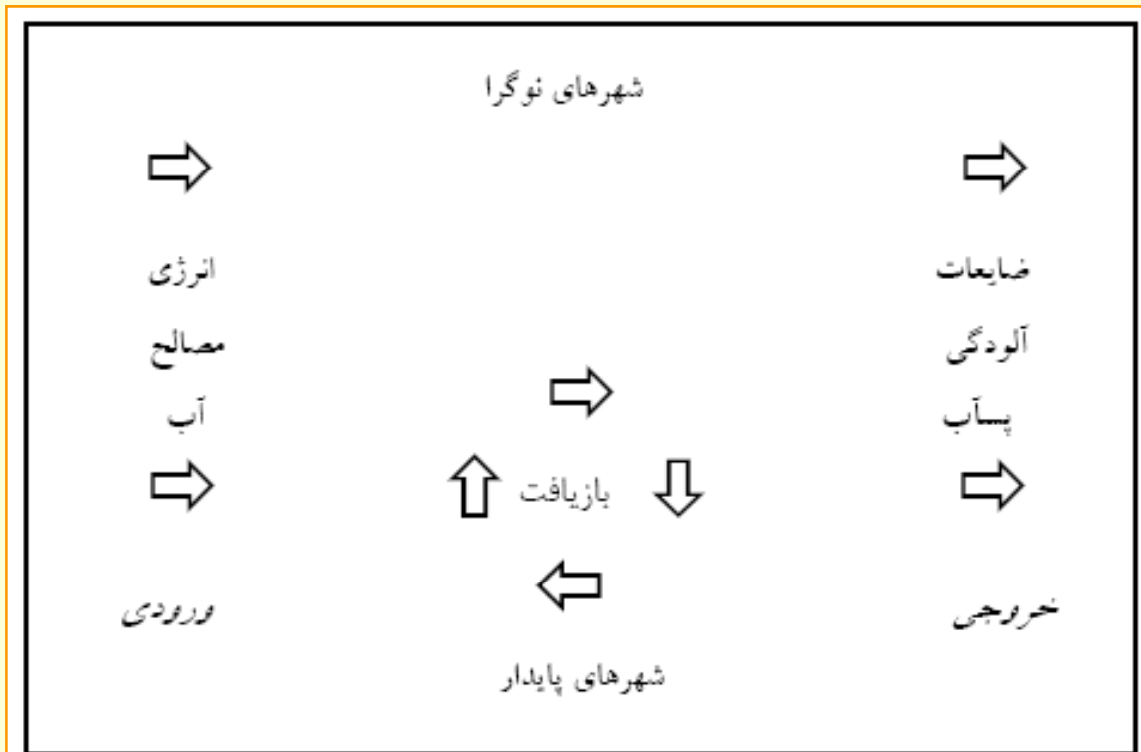 شهرهای نوگرا
انرژی
ضایعات
مصالح
آلودگی
آب
پسآب
بازیافت
ورودی
خروجی
شهرهای پایدار